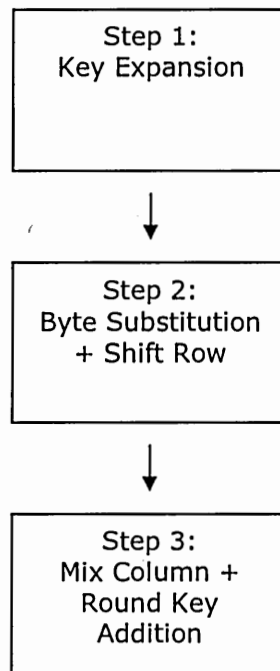 Step 1:
Key Expansion
Step 2:
Byte Substitution
+ Shift Row
Step 3:
Mix Column +
Round Key
Addition